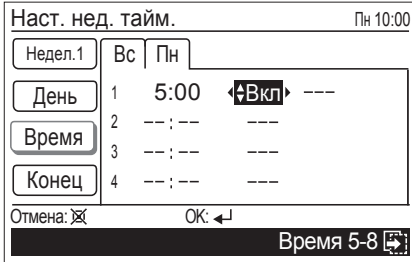 Наст. нед. тайм. Пн 10:00
Недел.1 Вс Пн
День 1 5:00 Вкл ---
2 --:-- ---
Время
3 --:-- ---
Конец 4 --:-- ---
Отмена: OK:
Время 5-8